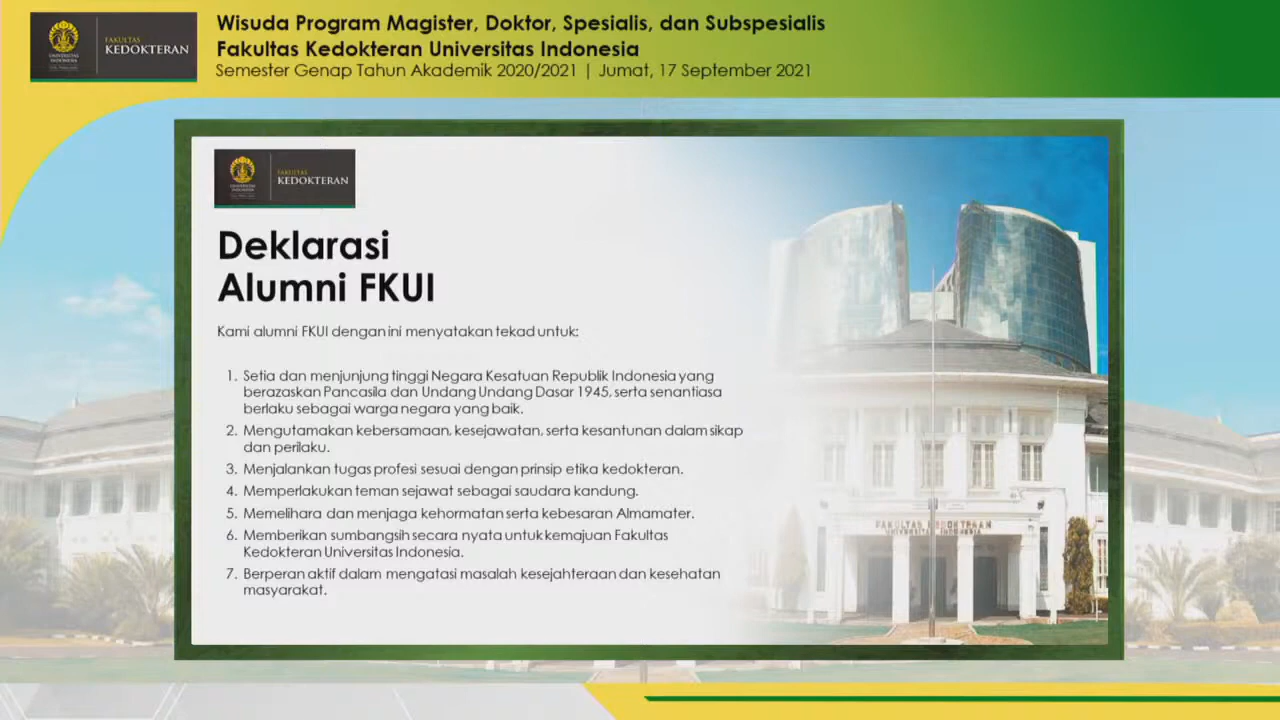 UNIVERSITAS
INDONESIA
FAKULTAS
KEDOKTERAN
Wisuda Program Magister, Doktor, Spesialis, dan Subspesialis
Fakultas Kedokteran Universitas Indonesia
Semester Genap Tahun Akademik 2020/2021 | Jumat, 17 September 2021
UNIVERSITAS
INDONESIA
FAKULTAS
KEDOKTERAN
Deklarasi
Alumni FKUI
Kami alumni FKUI dengan ini menyatakan tekad untuk:
1. Setia dan menjunjung tinggi Negara Kesatuan Republik Indonesia yang
berazaskan Pancasila dan Undang Undang Dasar 1945, serta senantiasa
berlaku sebagai warga negara yang baik.
2. Mengutamakan kebersamaan, kesejawatan, serta kesantunan dalam sikap
dan perilaku.
3. Menjalankan tugas profesi sesuai dengan prinsip etika kedokteran.
4. Memperlakukan teman sejawat sebagai saudara kandung.
5. Memelihara dan menjaga kehormatan serta kebesaran Almamater.
6. Memberikan sumbangsih secara nyata untuk kemajuan Fakultas
Kedokteran Universitas Indonesia.
7. Berperan aktif dalam mengatasi masalah kesejahteraan dan kesehatan
masyarakat.
FAKULTAS KEDOKTERAN
UNIVERSITAS INDONESIA